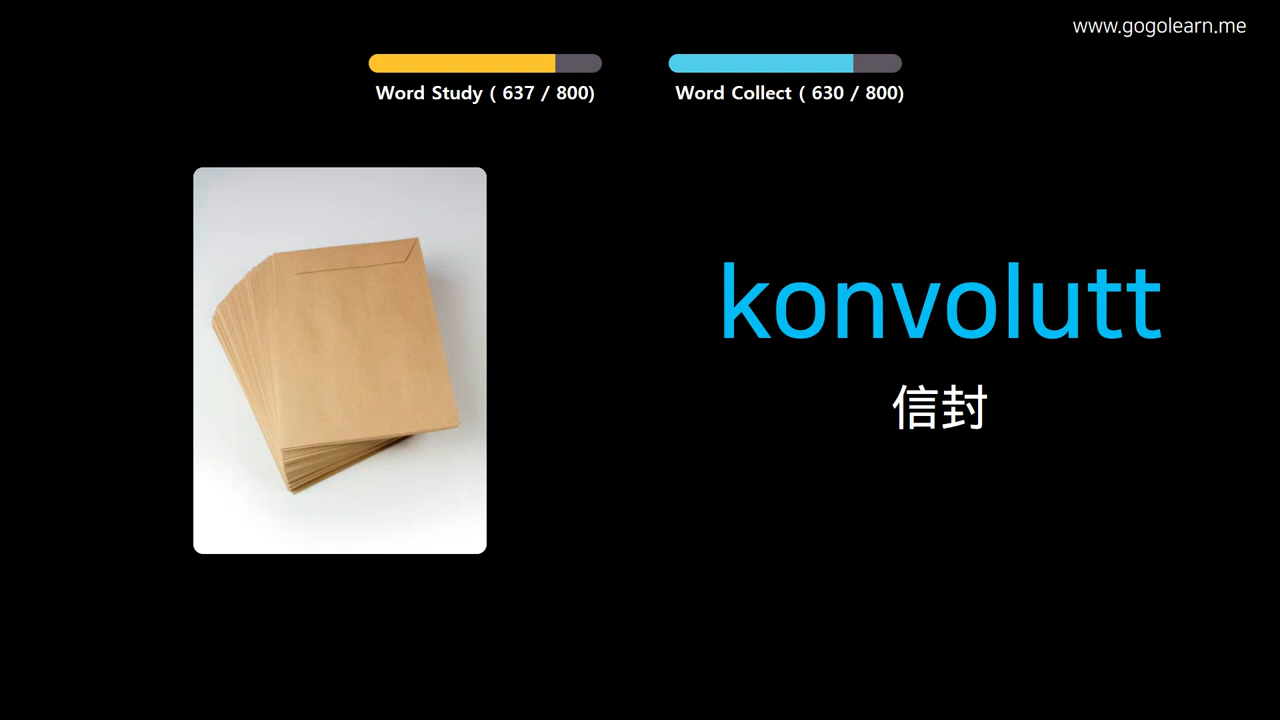 www.gogolearn.me
Word Study ( 637 / 800)
Word Collect ( 630 / 800)
konvolutt
信封